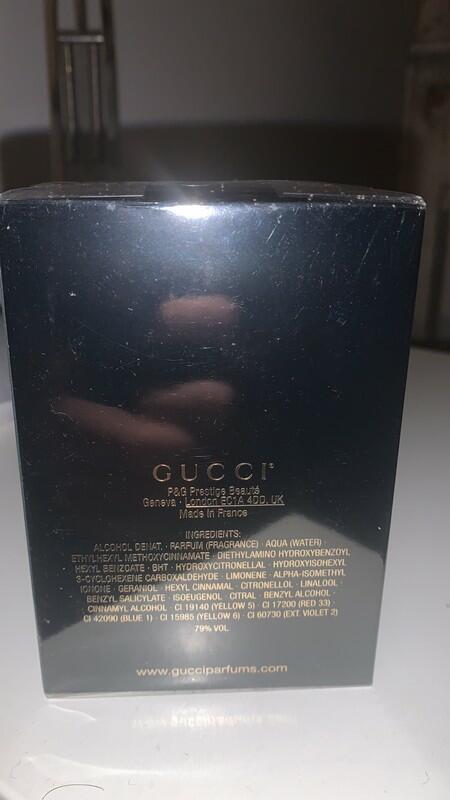 GUCCI®
P&G Prestige Beauté
Geneva · London EC1A 4DD, UK
Made in France
INGREDIENTS:
ALCOHOL DENAT. · PARFUM (FRAGRANCE) · AQUA (WATER) ·
ETHYLHEXYL METHOXYCINNAMATE · DIETHYLAMINO HYDROXYBENZOYL
HEXYL BENZOATE · BHT · HYDROXYCITRONELLAL · HYDROXYISOHEXYL
3-CYCLOHEXENE CARBOXALDEHYDE · LIMONENE · ALPHA-ISOMETHYL
IONONE · GERANIOL · HEXYL CINNAMAL · CITRONELLOL · LINALOOL ·
BENZYL SALICYLATE · ISOEUGENOL · CITRAL · BENZYL ALCOHOL ·
CINNAMYL ALCOHOL · CI 19140 (YELLOW 5) · CI 17200 (RED 33) ·
CI 42090 (BLUE 1) · CI 15985 (YELLOW 6) · CI 60730 (EXT. VIOLET 2)
79% VOL.
www.gucciparfums.com